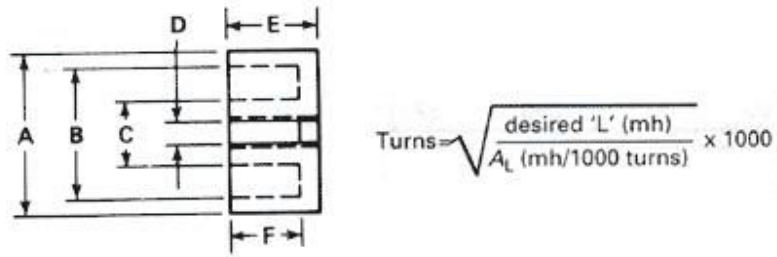 D
E
A
B
C
F
Turns= √ desired 'L' (mh) / A_L (mh/1000 turns) x 1000